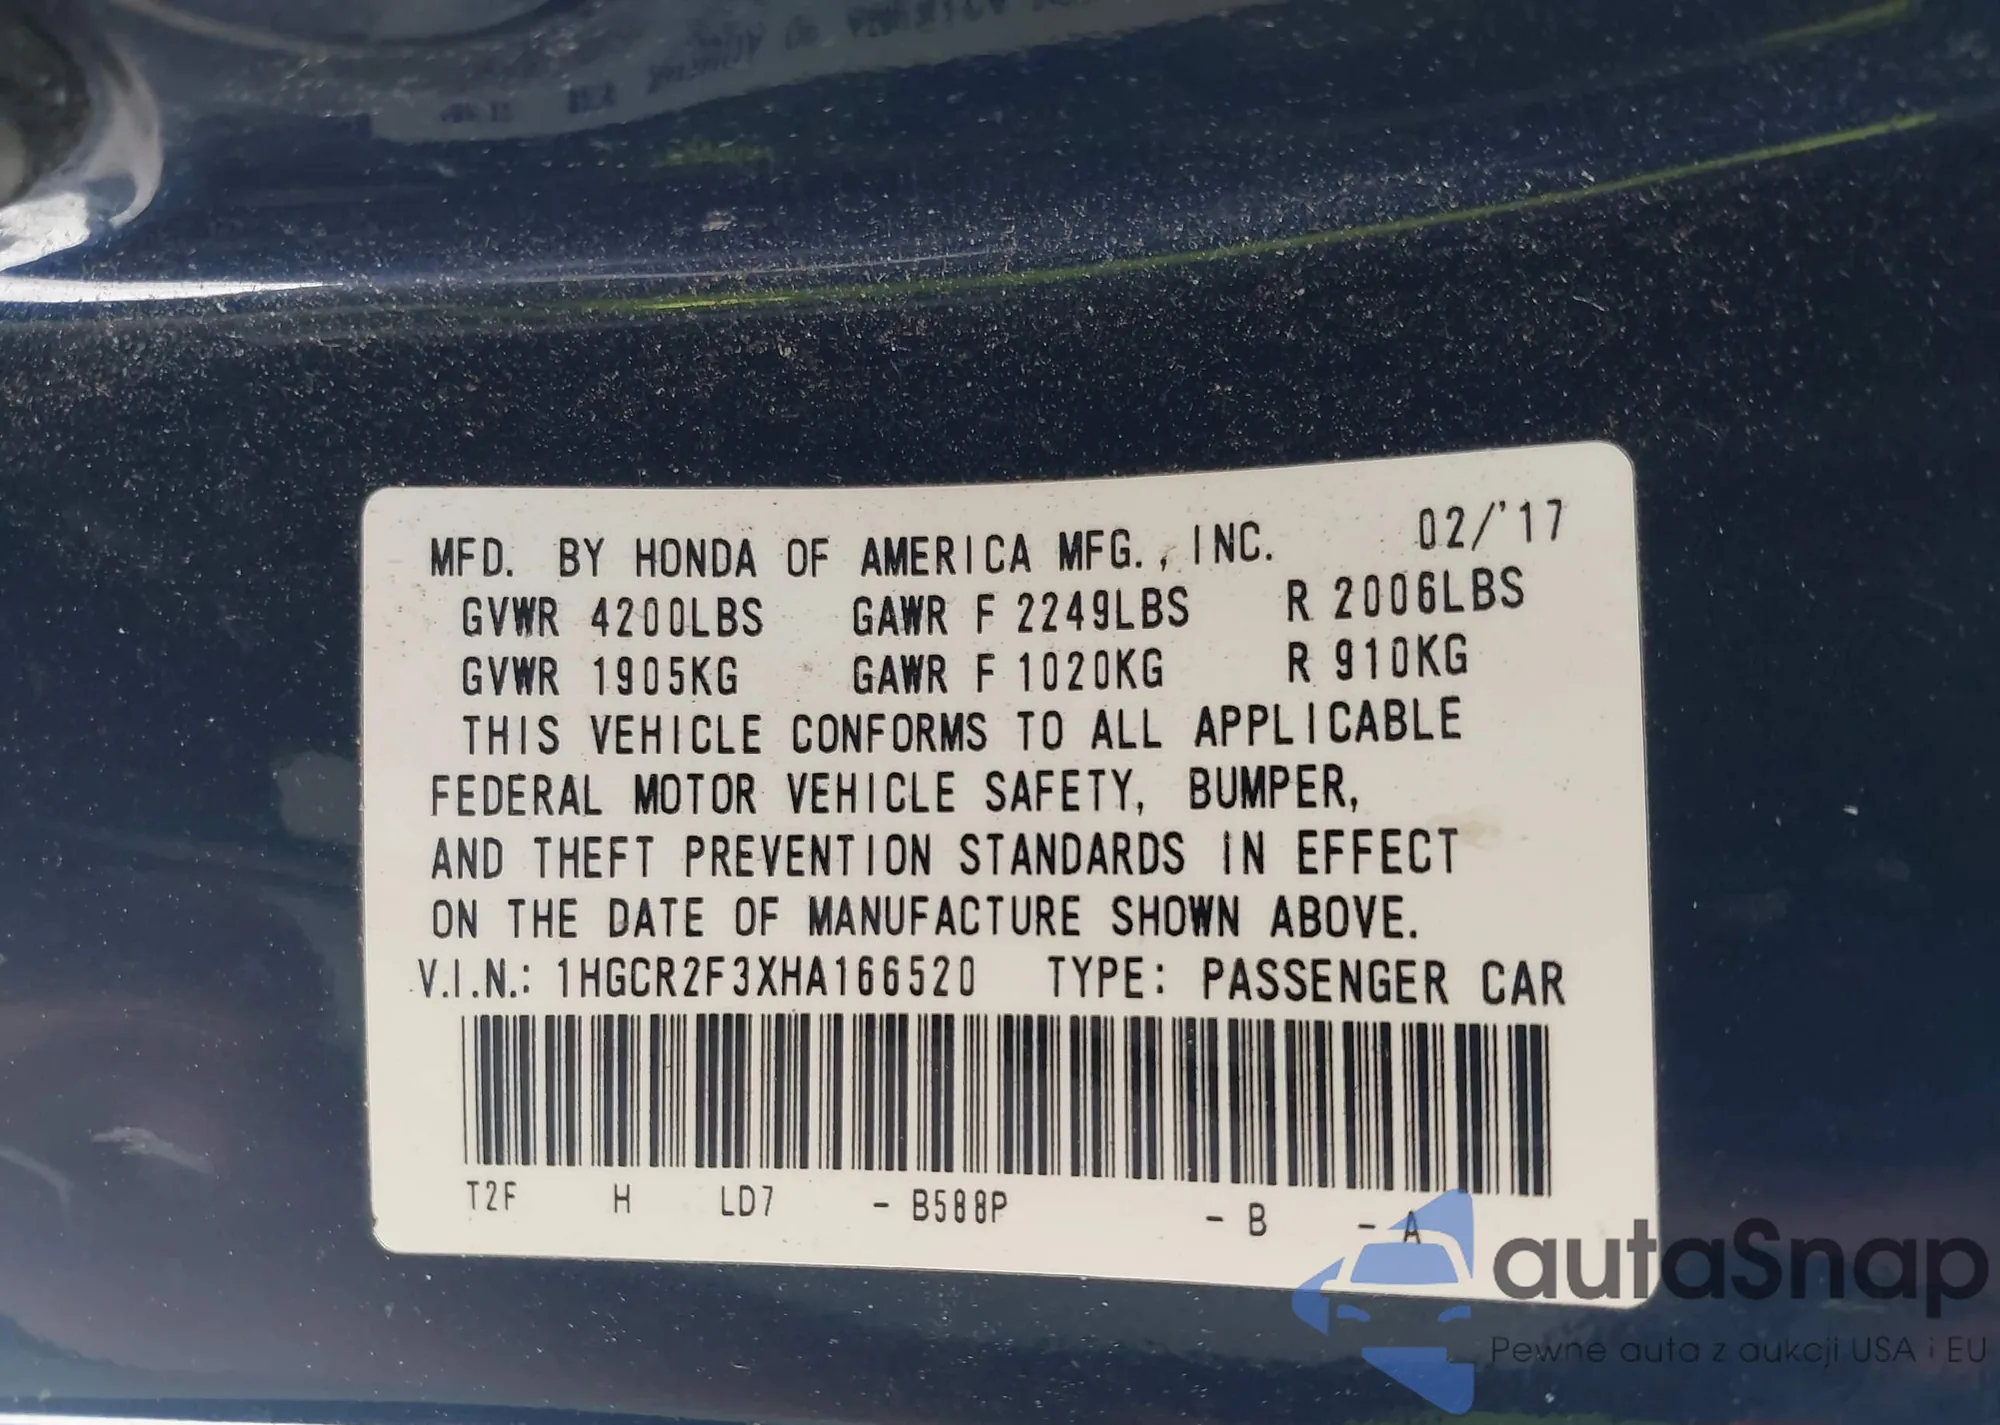 MFD. BY HONDA OF AMERICA MFG., INC. 02/'17
GVWR 4200LBS GAWR F 2249LBS R 2006LBS
GVWR 1905KG GAWR F 1020KG R 910KG
THIS VEHICLE CONFORMS TO ALL APPLICABLE
FEDERAL MOTOR VEHICLE SAFETY, BUMPER,
AND THEFT PREVENTION STANDARDS IN EFFECT
ON THE DATE OF MANUFACTURE SHOWN ABOVE.
V.I.N.: 1HGCR2F3XHA166520 TYPE: PASSENGER CAR
T2F H LD7 - B588P - B - A
autaSnap
Pewne auta z aukcji USA i EU